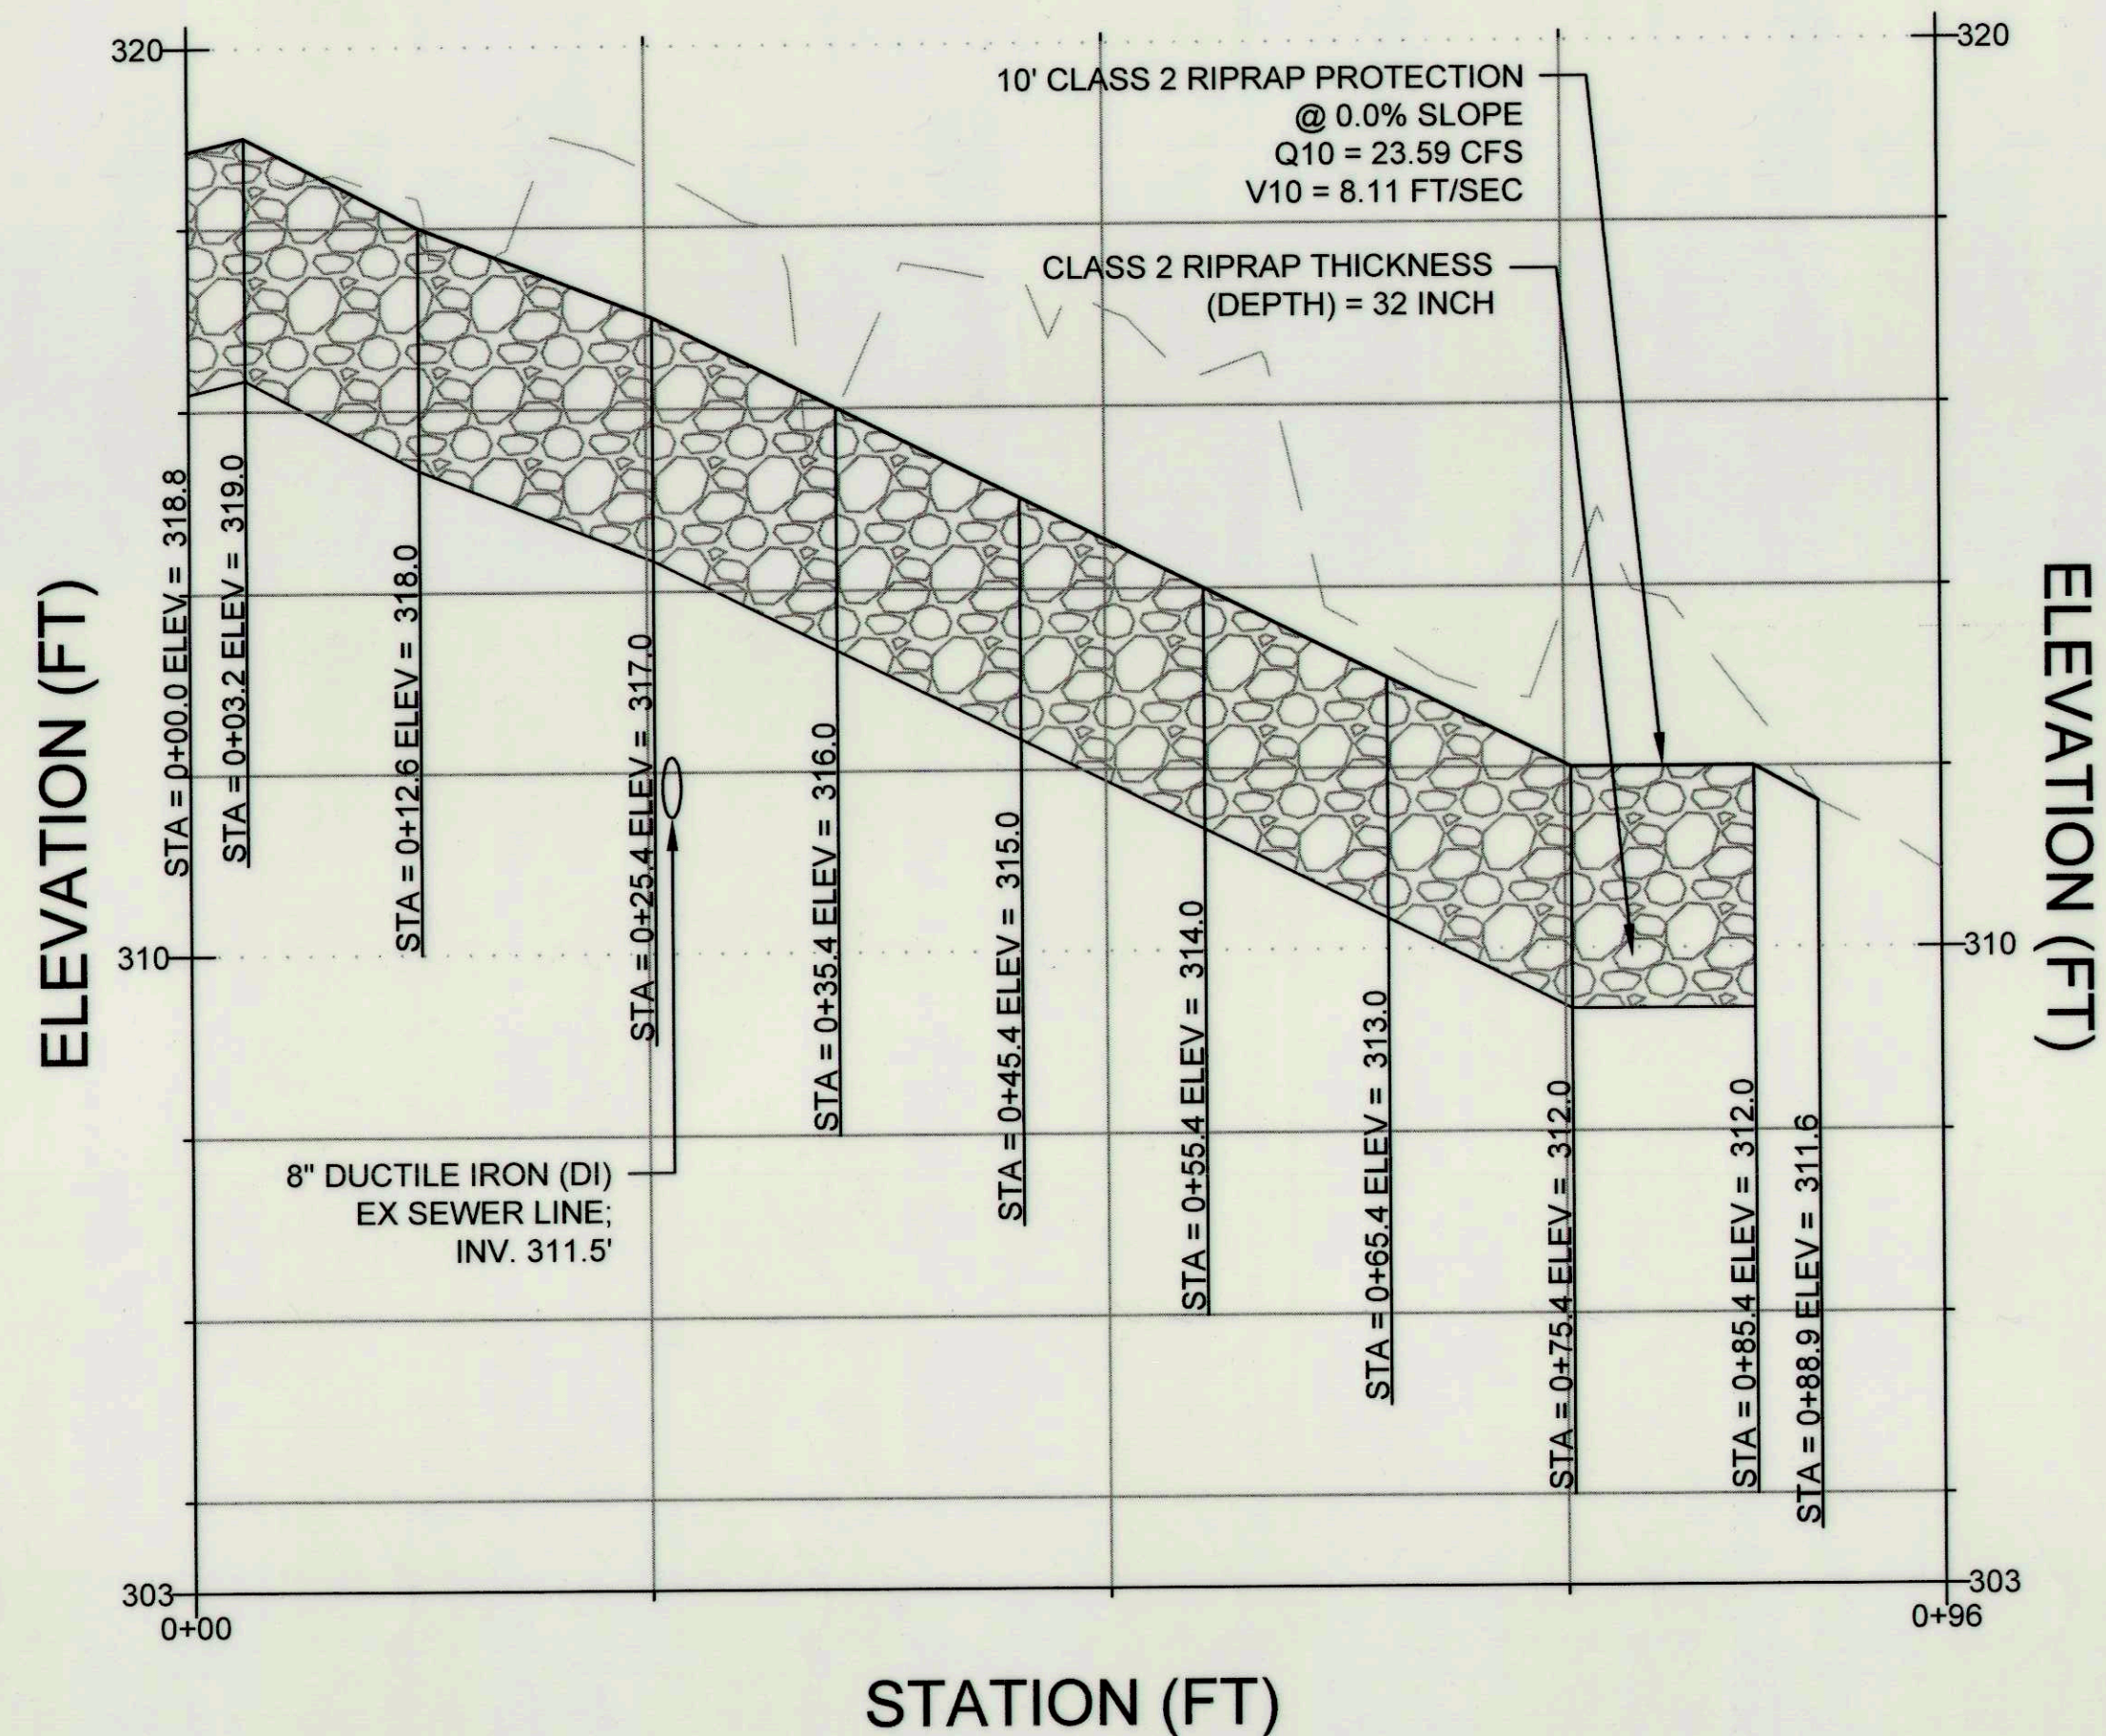 320
320
10' CLASS 2 RIPRAP PROTECTION
@ 0.0% SLOPE
Q10 = 23.59 CFS
V10 = 8.11 FT/SEC
CLASS 2 RIPRAP THICKNESS
(DEPTH) = 32 INCH
ELEVATION (FT)
STA = 0+00.0 ELEV = 318.8
STA = 0+03.2 ELEV = 319.0
STA = 0+12.6 ELEV = 318.0
STA = 0+25.4 ELEV = 317.0
STA = 0+35.4 ELEV = 316.0
STA = 0+45.4 ELEV = 315.0
STA = 0+55.4 ELEV = 314.0
STA = 0+65.4 ELEV = 313.0
STA = 0+75.4 ELEV = 312.0
STA = 0+85.4 ELEV = 312.0
STA = 0+88.9 ELEV = 311.6
ELEVATION (FT)
310
310
8" DUCTILE IRON (DI)
EX SEWER LINE;
INV. 311.5'
303
303
0+00
0+96
STATION (FT)